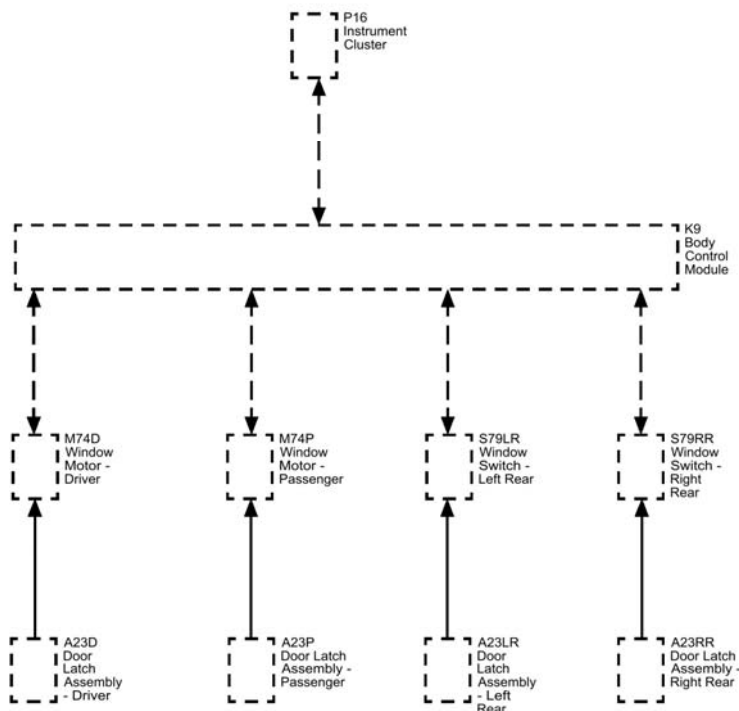 P16
Instrument
Cluster
K9
Body
Control
Module
M74D
Window
Motor -
Driver
M74P
Window
Motor -
Passenger
S79LR
Window
Switch -
Left Rear
S79RR
Window
Switch -
Right
Rear
A23D
Door
Latch
Assembly
- Driver
A23P
Door Latch
Assembly -
Passenger
A23LR
Door
Latch
Assembly
- Left
Rear
A23RR
Door Latch
Assembly -
Right Rear